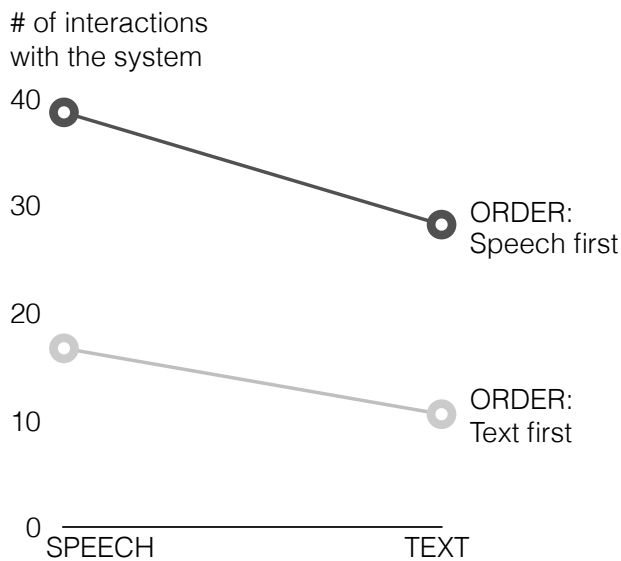 # of interactions
with the system
40
30
ORDER:
Speech first
20
ORDER:
10
Text first
0
SPEECH
TEXT